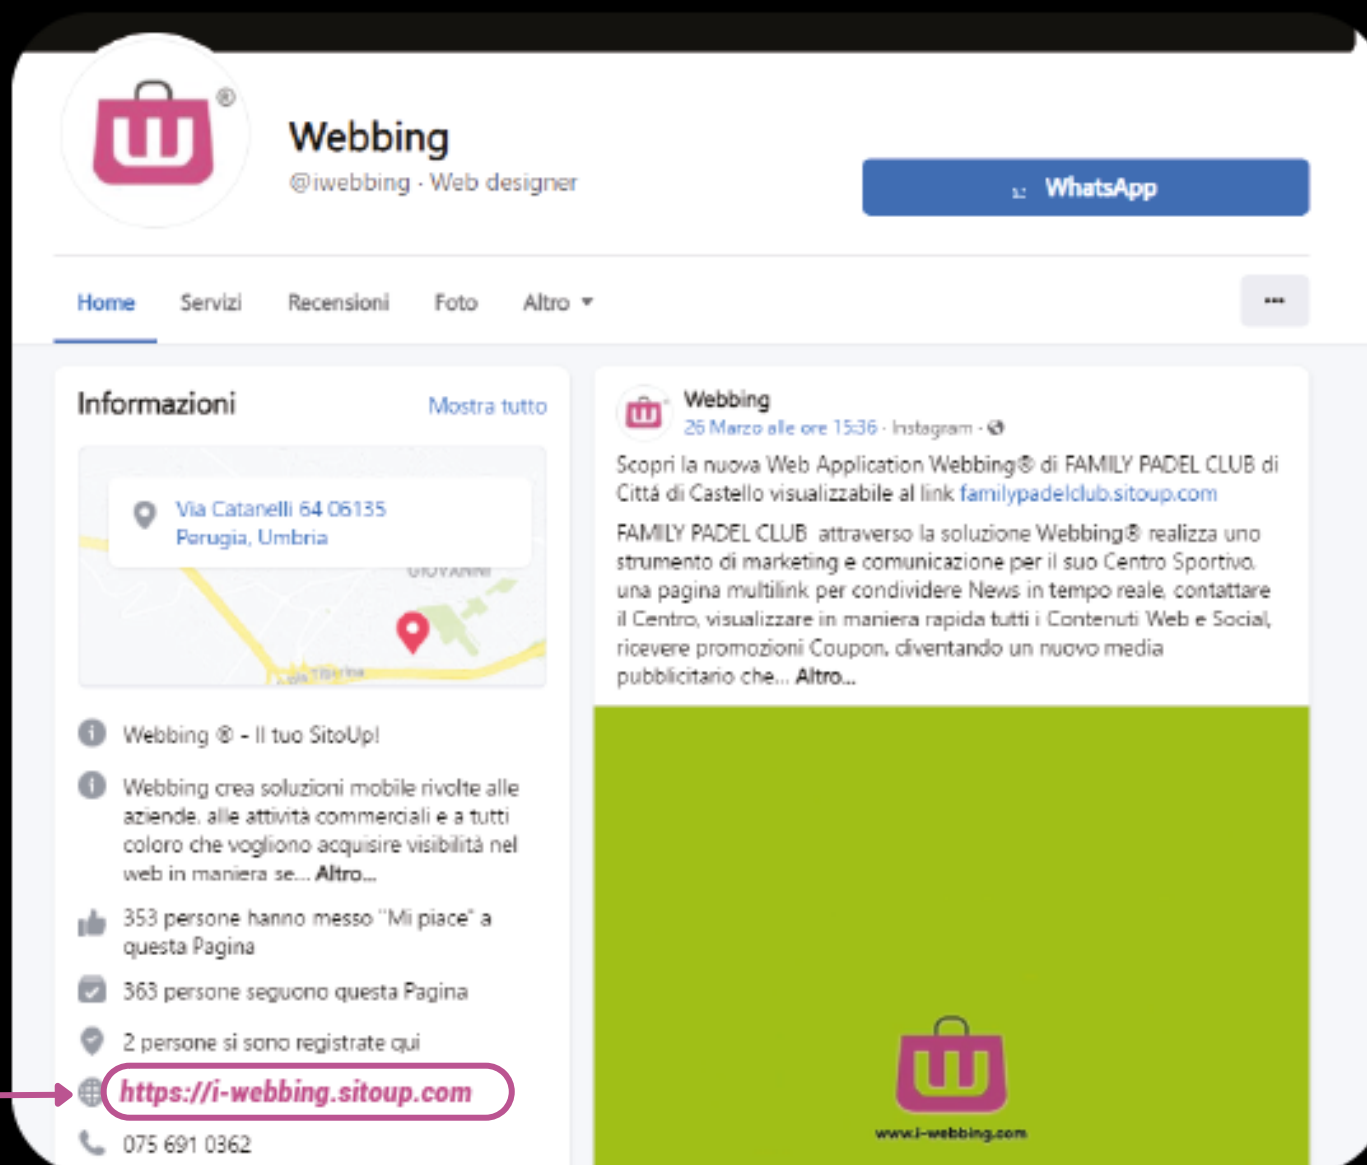 ®
Webbing
@iwebbing · Web designer
WhatsApp
Home Servizi Recensioni Foto Altro
Informazioni
Mostra tutto
Via Catanelli 64 06135
Perugia, Umbria
GIOVANNI
Tiberina
Webbing ® - Il tuo SitoUp!
Webbing crea soluzioni mobile rivolte alle
aziende, alle attività commerciali e a tutti
coloro che vogliono acquisire visibilità nel
web in maniera se... Altro...
353 persone hanno messo "Mi piace" a
questa Pagina
363 persone seguono questa Pagina
2 persone si sono registrate qui
https://i-webbing.sitoup.com
075 691 0362
Webbing
26 Marzo alle ore 15:36 · Instagram ·
Scopri la nuova Web Application Webbing® di FAMILY PADEL CLUB di
Cittá di Castello visualizzabile al link familypadelclub.sitoup.com
FAMILY PADEL CLUB attraverso la soluzione Webbing® realizza uno
strumento di marketing e comunicazione per il suo Centro Sportivo,
una pagina multilink per condividere News in tempo reale, contattare
il Centro, visualizzare in maniera rapida tutti i Contenuti Web e Social,
ricevere promozioni Coupon, diventando un nuovo media
pubblicitario che... Altro...
www.i-webbing.com